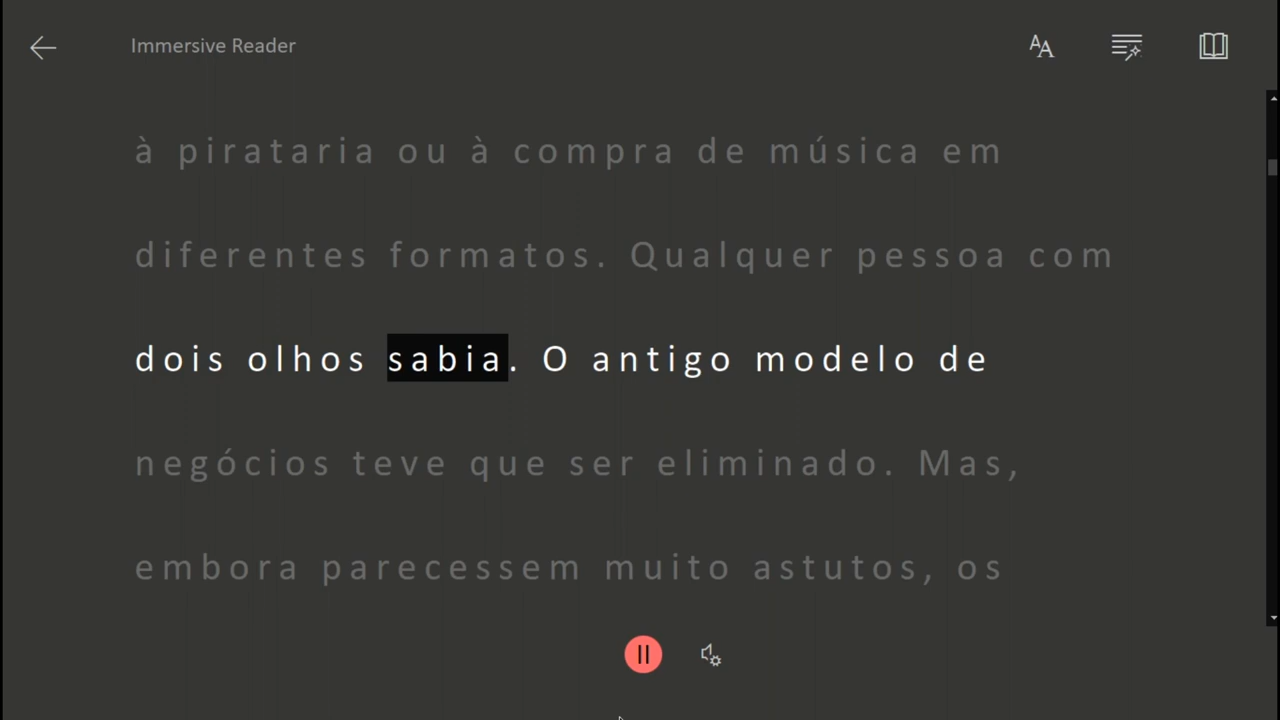 Immersive Reader
à pirataria ou à compra de música em
diferentes formatos. Qualquer pessoa com
dois olhos sabia. O antigo modelo de
negócios teve que ser eliminado. Mas,
embora parecessem muito astutos, os